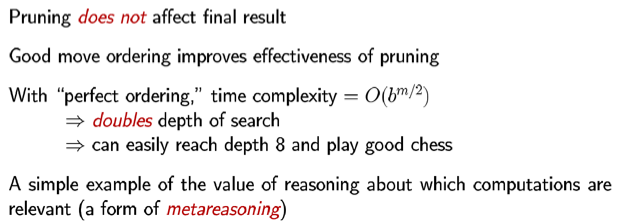 Pruning does not affect final result
Good move ordering improves effectiveness of pruning
With “perfect ordering,” time complexity = O(b^{m/2})
⇒ doubles depth of search
⇒ can easily reach depth 8 and play good chess
A simple example of the value of reasoning about which computations are
relevant (a form of metareasoning)